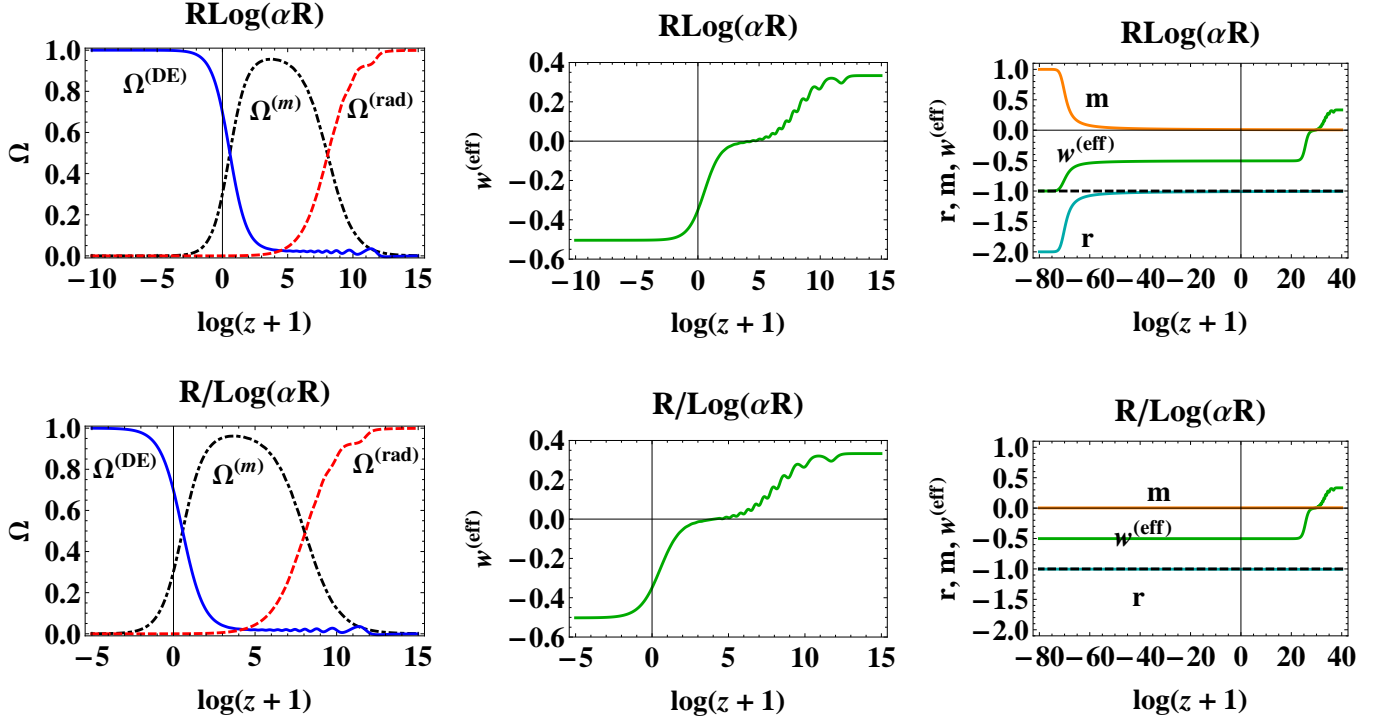 RLog(αR)
1.0
0.8
0.6
0.4
0.2
0.0
Ω
Ω(DE)
Ω(m)
Ω(rad)
−10 −5 0 5 10 15
log(z + 1)
RLog(αR)
0.4
0.2
0.0
−0.2
−0.4
−0.6
w(eff)
−10 −5 0 5 10 15
log(z + 1)
RLog(αR)
1.0
0.5
0.0
−0.5
−1.0
−1.5
−2.0
r, m, w(eff)
m
w(eff)
r
−80 −60 −40 −20 0 20 40
log(z + 1)
R/Log(αR)
1.0
0.8
0.6
0.4
0.2
0.0
Ω
Ω(DE)
Ω(m)
Ω(rad)
−5 0 5 10 15
log(z + 1)
R/Log(αR)
0.4
0.2
0.0
−0.2
−0.4
−0.6
w(eff)
−5 0 5 10 15
log(z + 1)
R/Log(αR)
1.0
0.5
0.0
−0.5
−1.0
−1.5
−2.0
r, m, w(eff)
m
w(eff)
r
−80 −60 −40 −20 0 20 40
log(z + 1)